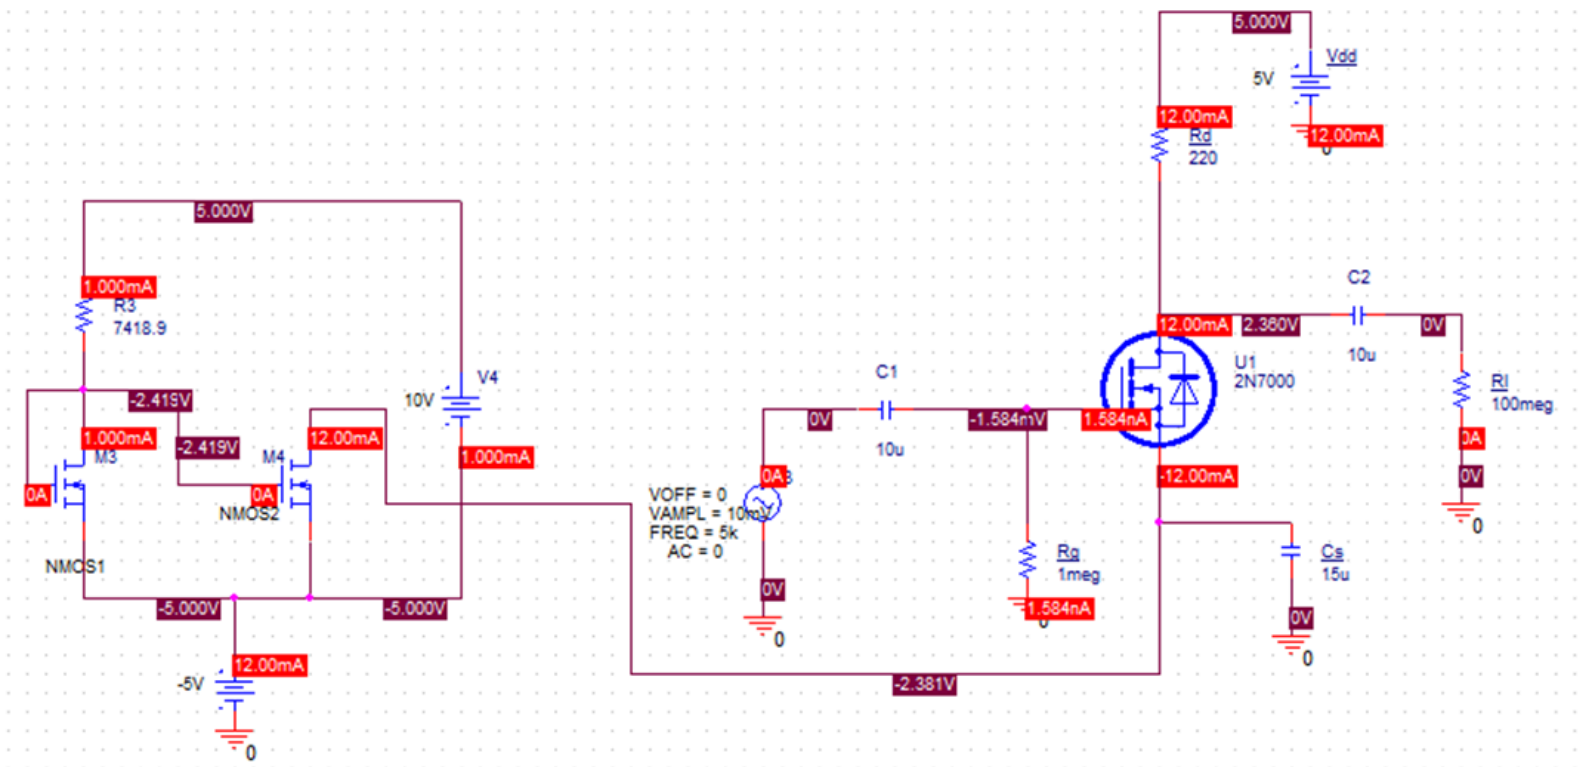 5.000V
Vdd
5V
12.00mA
12.00mA
Rd
0
220
5.000V
1.000mA
R3
7418.9
C2
12.00mA
2.360V
0V
10u
U1
2N7000
Rl
100meg
C1
V4
10V
-2.419V
0V
-1.584mV
1.584nA
10u
1.000mA
12.00mA
-2.419V
M3
M4
1.000mA
0A
0V
0A
0A
0A
-12.00mA
VOFF = 0
VAMPL = 10mV
FREQ = 5k
AC = 0
NMOS2
0
NMOS1
Rg
1meg
Cs
15u
0V
-5.000V
-5.000V
1.584nA
0
0V
0
0
12.00mA
-5V
-2.381V
0